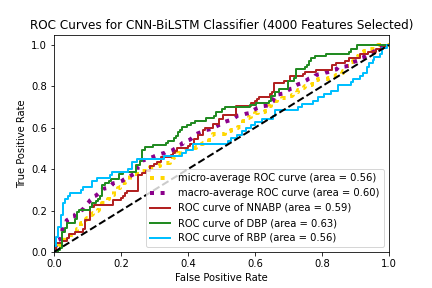 ROC Curves for CNN-BiLSTM Classifier (4000 Features Selected)
True Positive Rate
1.0
0.8
0.6
0.4
0.2
0.0
micro-average ROC curve (area = 0.56)
macro-average ROC curve (area = 0.60)
ROC curve of NNABP (area = 0.59)
ROC curve of DBP (area = 0.63)
ROC curve of RBP (area = 0.56)
0.0 0.2 0.4 0.6 0.8 1.0
False Positive Rate